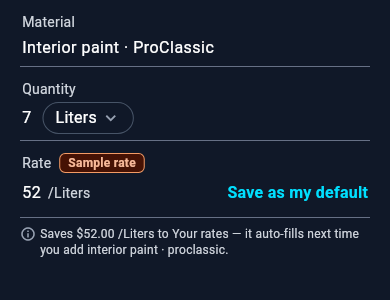 Material
Interior paint · ProClassic
Quantity
7 Liters
Rate Sample rate
52 /Liters Save as my default
Saves $52.00 /Liters to Your rates — it auto-fills next time
you add interior paint · proclassic.